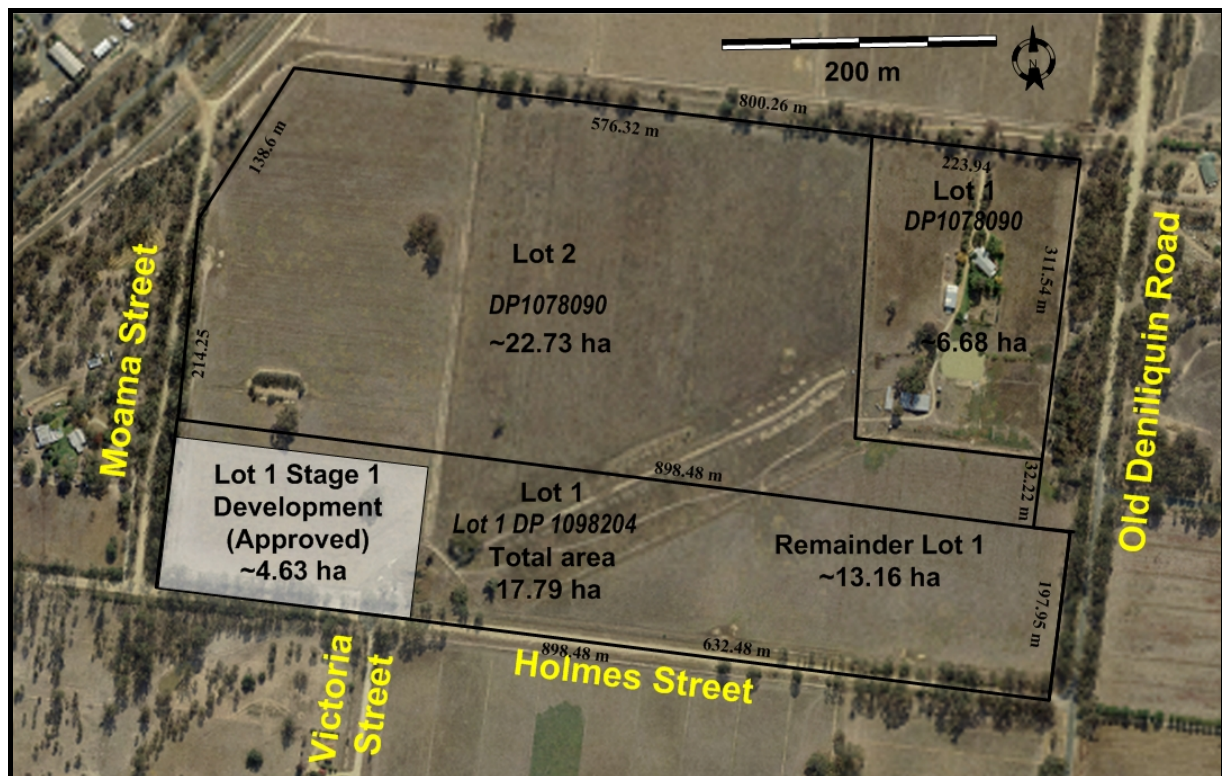 200 m
N
800.26 m
576.32 m
138.6 m
223.94
Lot 1
DP1078090
311.54 m
~6.68 ha
Lot 2
DP1078090
~22.73 ha
214.25
Moama Street
Old Deniliquin Road
898.48 m
32.22 m
Lot 1 Stage 1
Development
(Approved)
~4.63 ha
Lot 1
Lot 1 DP 1098204
Total area
17.79 ha
Remainder Lot 1
~13.16 ha
197.95 m
632.48 m
898.48 m
Holmes Street
Victoria
Street